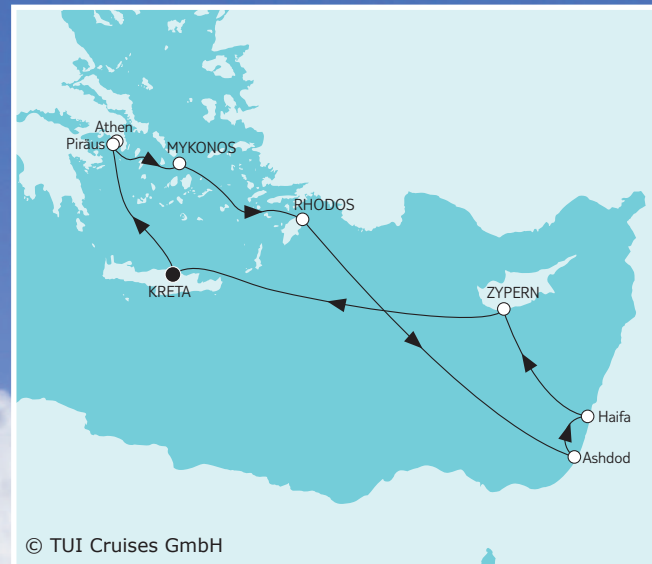 Athen
Piräus
MYKONOS
RHODOS
KRETA
ZYPERN
Haifa
Ashdod
© TUI Cruises GmbH